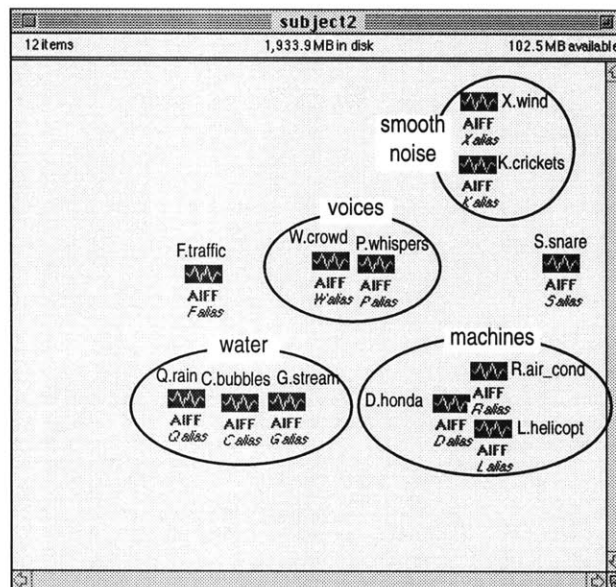 subject2
12 items 1,933.9 MB in disk 102.5 MB available
X.wind
smooth
noise
AIFF
X alias
K.crickets
AIFF
K alias
voices
W.crowd P.whispers
F.traffic S.snare
AIFF AIFF
W alias P alias
AIFF AIFF
F alias S alias
water machines
Q.rain C.bubbles G.stream R.air_cond
D.honda
AIFF
R alias
AIFF AIFF AIFF AIFF L.helicopt
Q alias C alias G alias D alias
AIFF
L alias